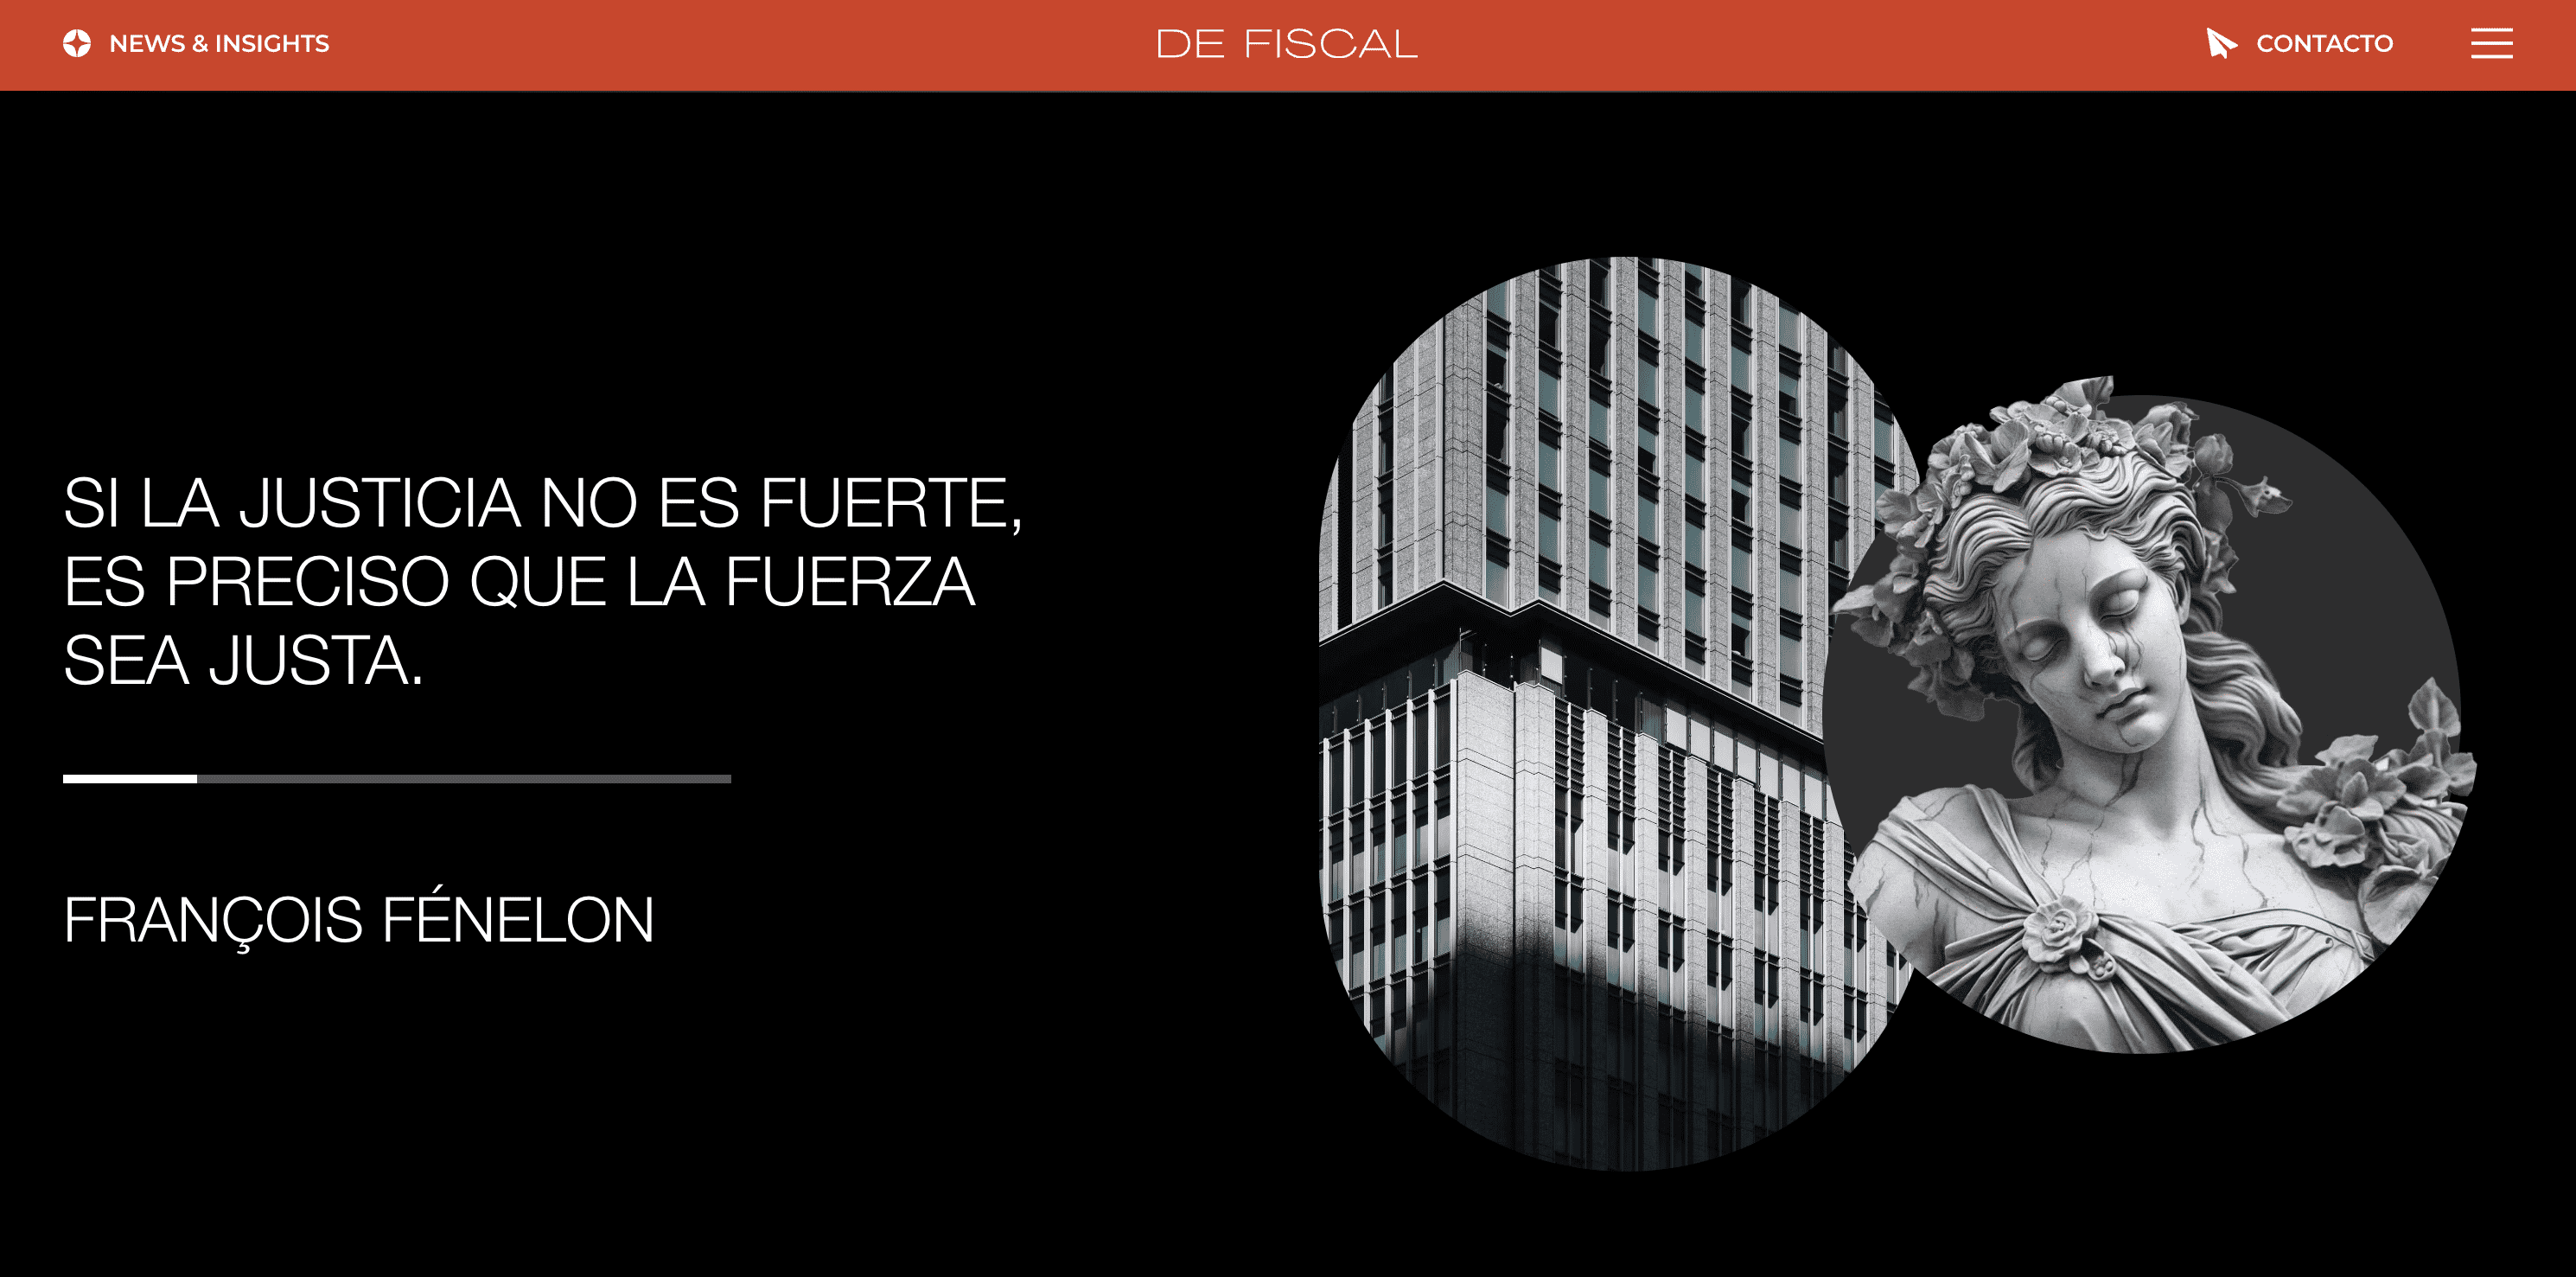 NEWS & INSIGHTS
DE FISCAL
CONTACTO
SI LA JUSTICIA NO ES FUERTE,
ES PRECISO QUE LA FUERZA
SEA JUSTA.
FRANÇOIS FÉNELON